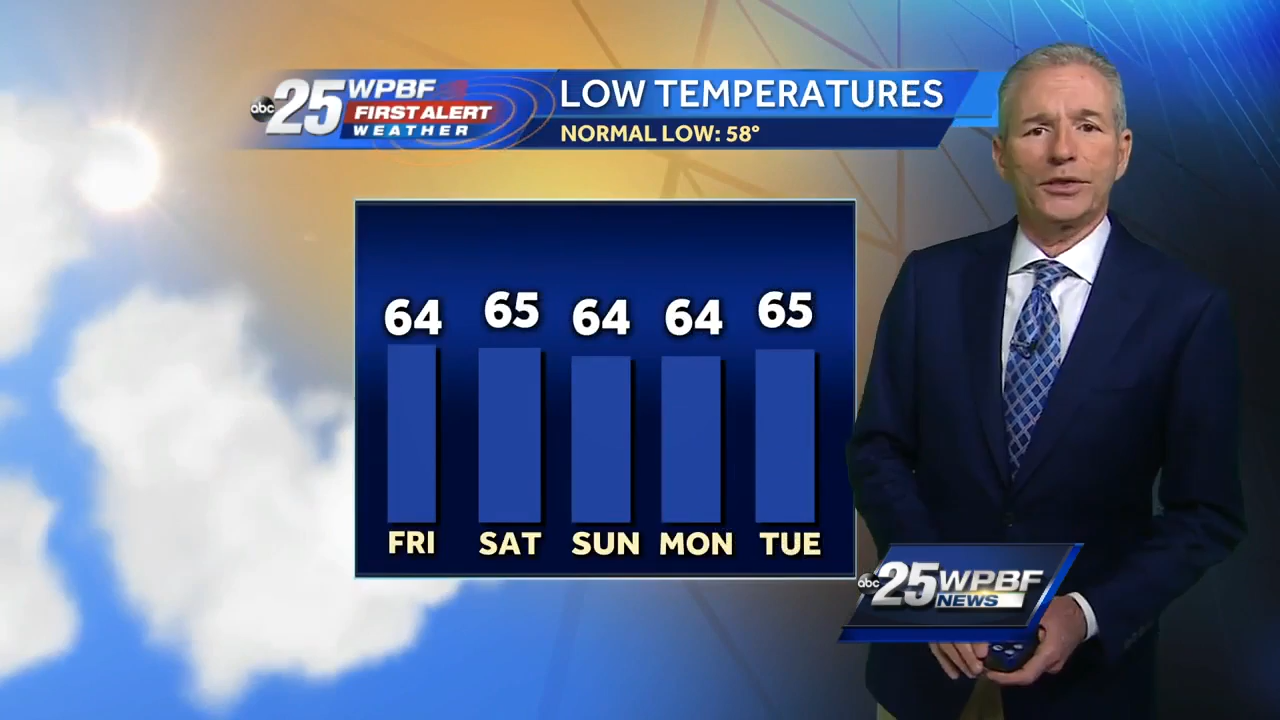 abc 25 WPBF
FIRST ALERT
WEATHER
LOW TEMPERATURES
NORMAL LOW: 58°
64 65 64 64 65
FRI SAT SUN MON TUE
abc 25 WPBF
NEWS